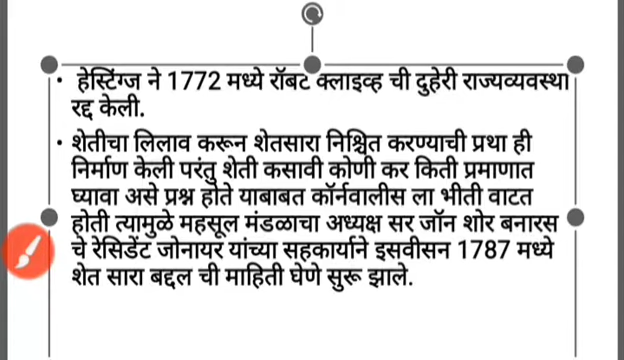 • हेस्टिंग्ज ने 1772 मध्ये रॉबर्ट क्लाइव्ह ची दुहेरी राज्यव्यवस्था
रद्द केली.
• शेतीचा लिलाव करून शेतसारा निश्चित करण्याची प्रथा ही
निर्माण केली परंतु शेती कसावी कोणी कर किती प्रमाणात
घ्यावा असे प्रश्न होते याबाबत कॉर्नवालीस ला भीती वाटत
होती त्यामुळे महसूल मंडळाचा अध्यक्ष सर जॉन शोर बनारस
चे रेसिडेंट जोनाथर यांच्या सहकार्याने इसवीसन 1787 मध्ये
शेत सारा बद्दल ची माहिती घेणे सुरू झाले.